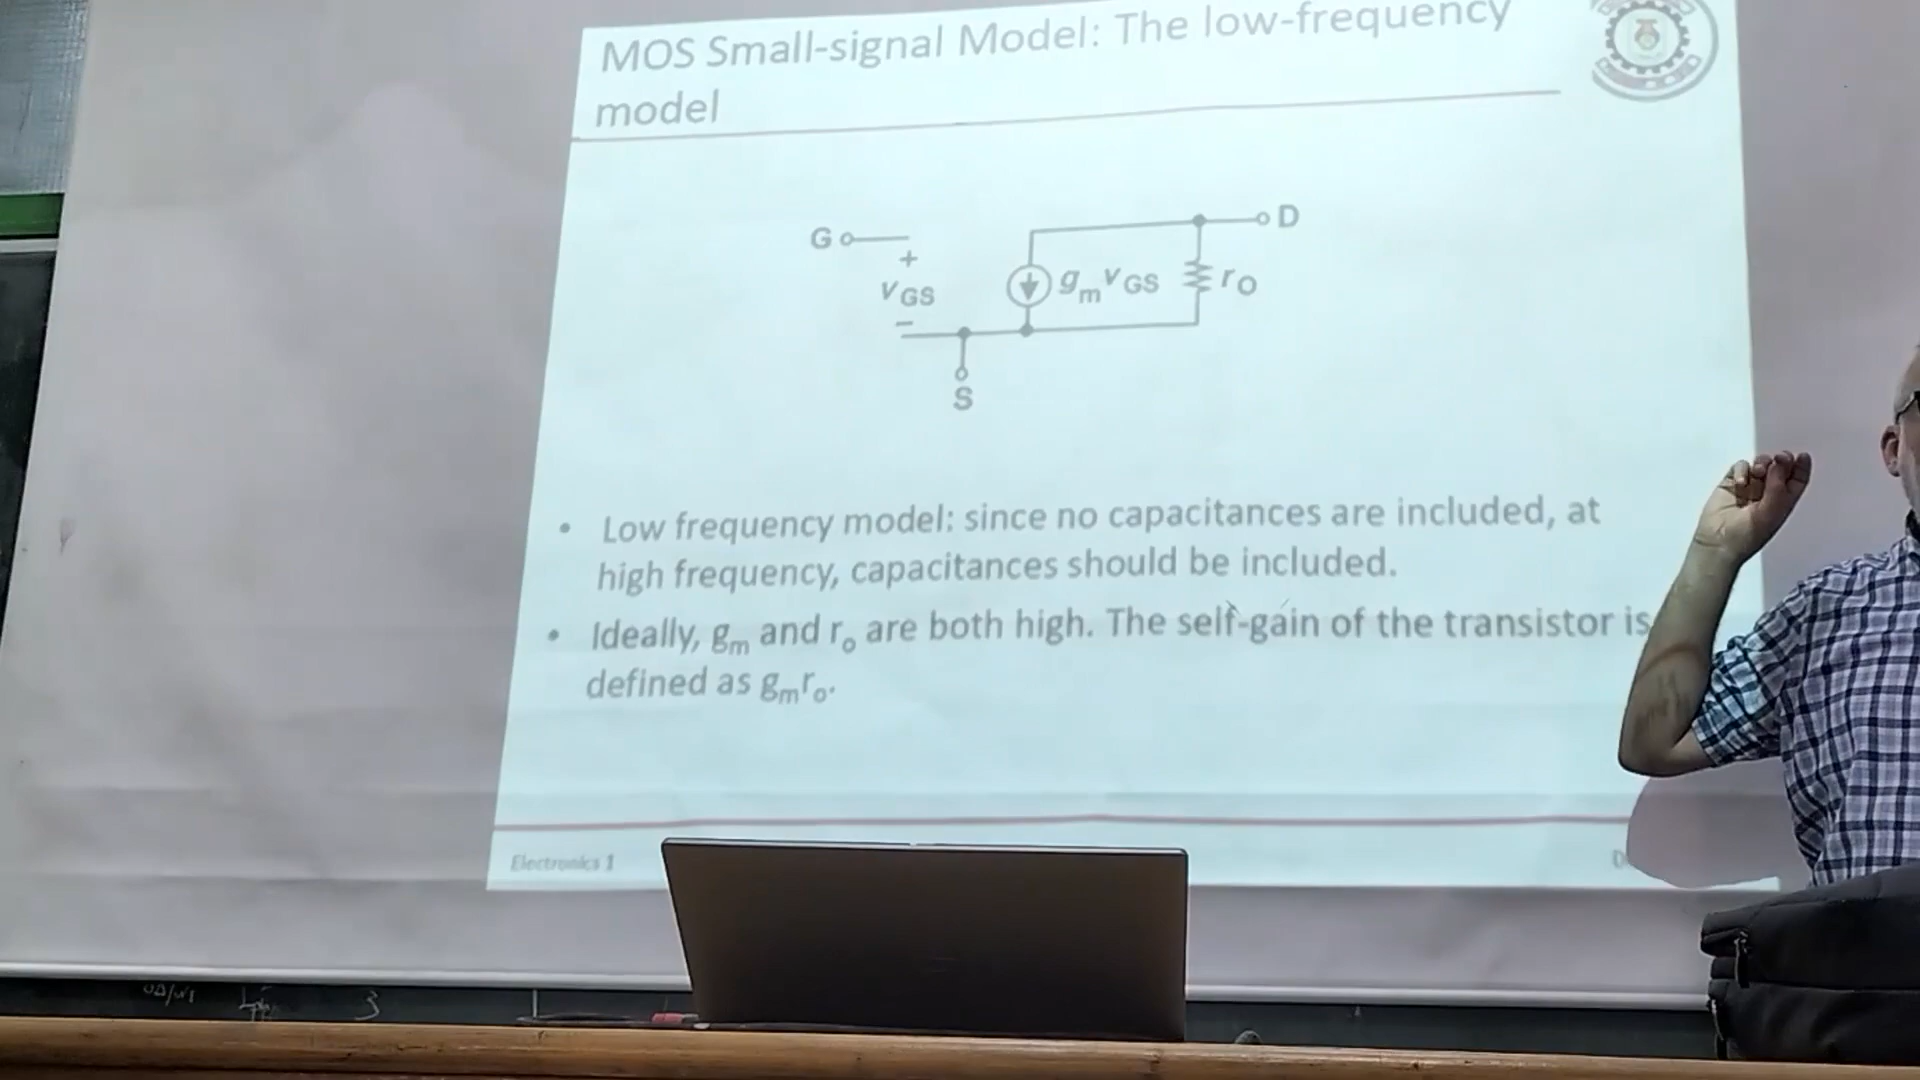 MOS Small-signal Model: The low-frequency
model
G
D
+
vGS
gmvGS
rO
−
S
• Low frequency model: since no capacitances are included, at
high frequency, capacitances should be included.
• Ideally, gm and ro are both high. The self-gain of the transistor is
defined as gmro.
Electronics 1
3